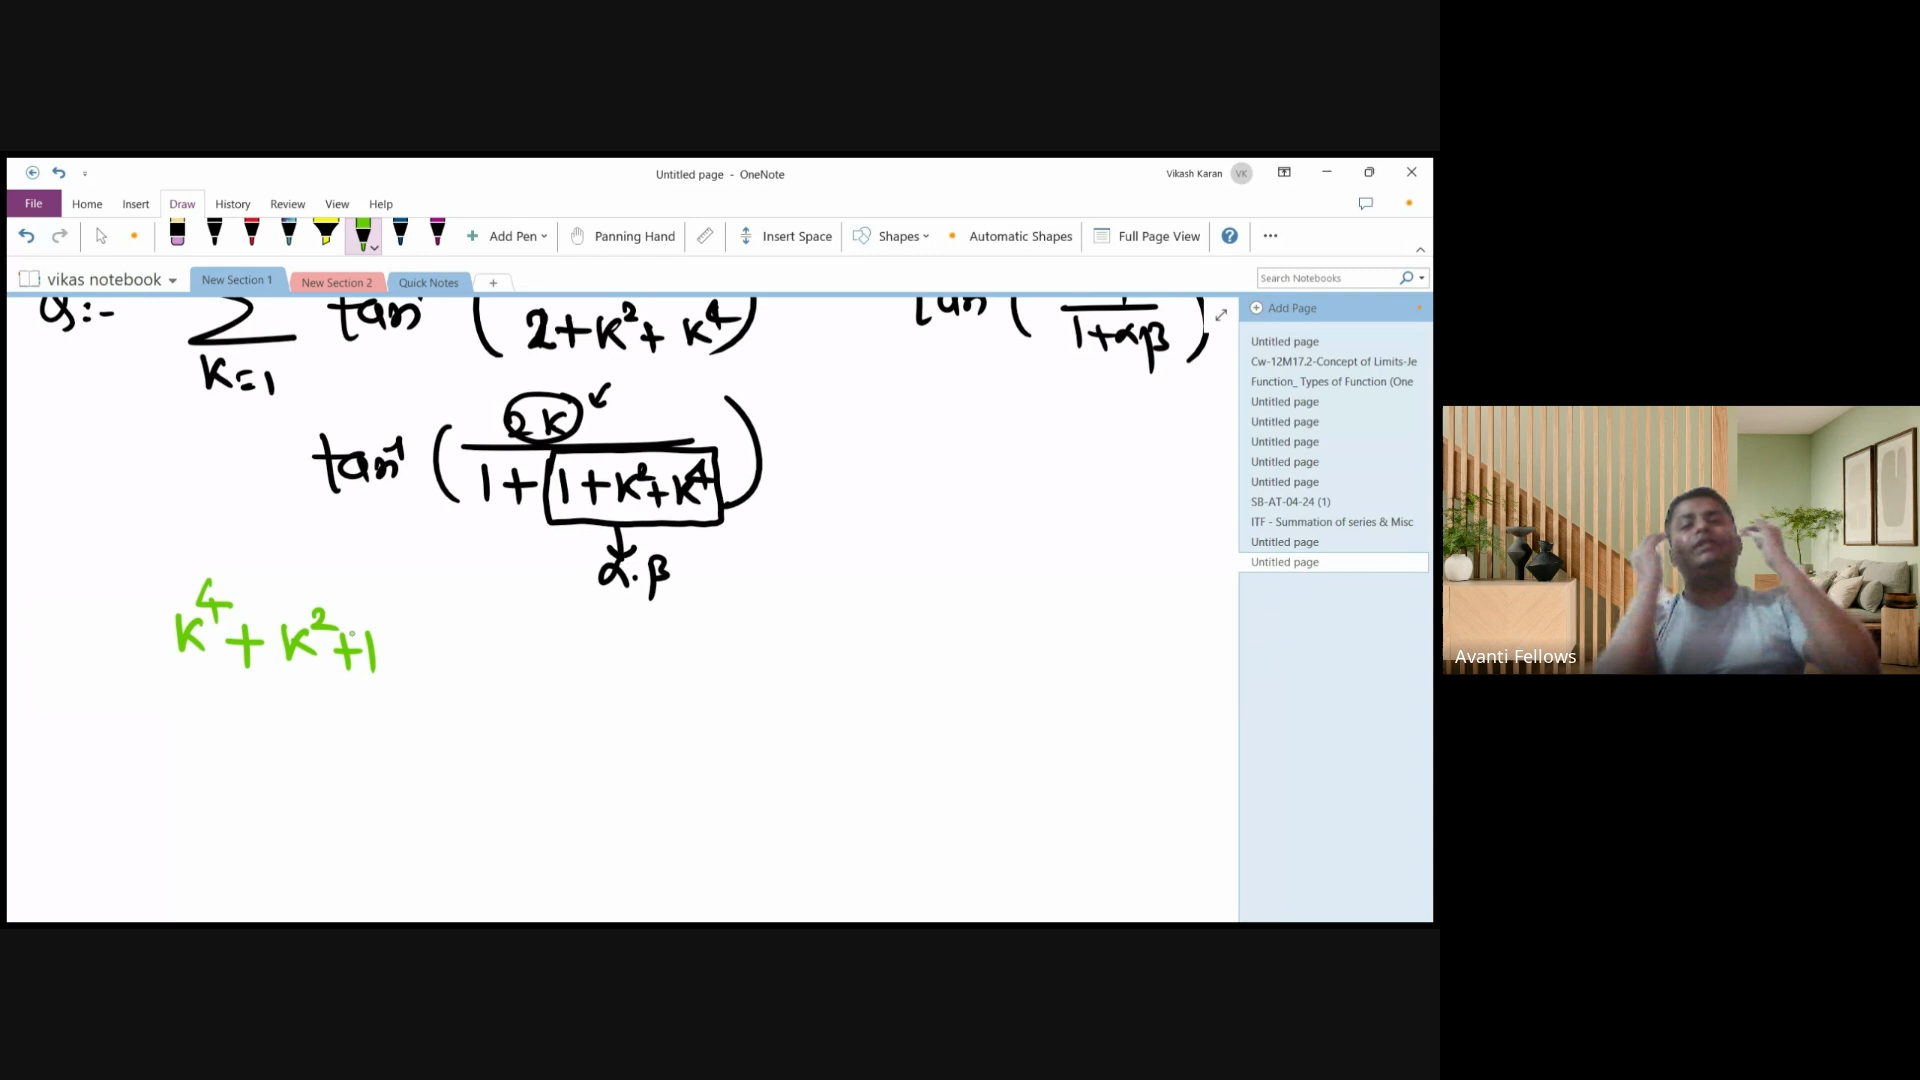 Untitled page - OneNote
Vikash Karan VK
File Home Insert Draw History Review View Help
Add Pen Panning Hand Insert Space Shapes Automatic Shapes Full Page View
vikas notebook New Section 1 New Section 2 Quick Notes Search Notebooks
Q:- ∑ K=1 tan ( 2+K²+K⁴ )
tan ( 1+αβ )
tan⁻¹ ( 2K / 1+ 1+K²+K⁴ )
α.β
K⁴+K²+1
Add Page
Untitled page
Cw-12M17.2-Concept of Limits-Je
Function_ Types of Function (One
Untitled page
Untitled page
Untitled page
Untitled page
Untitled page
SB-AT-04-24 (1)
ITF - Summation of series & Misc
Untitled page
Untitled page
Avanti Fellows